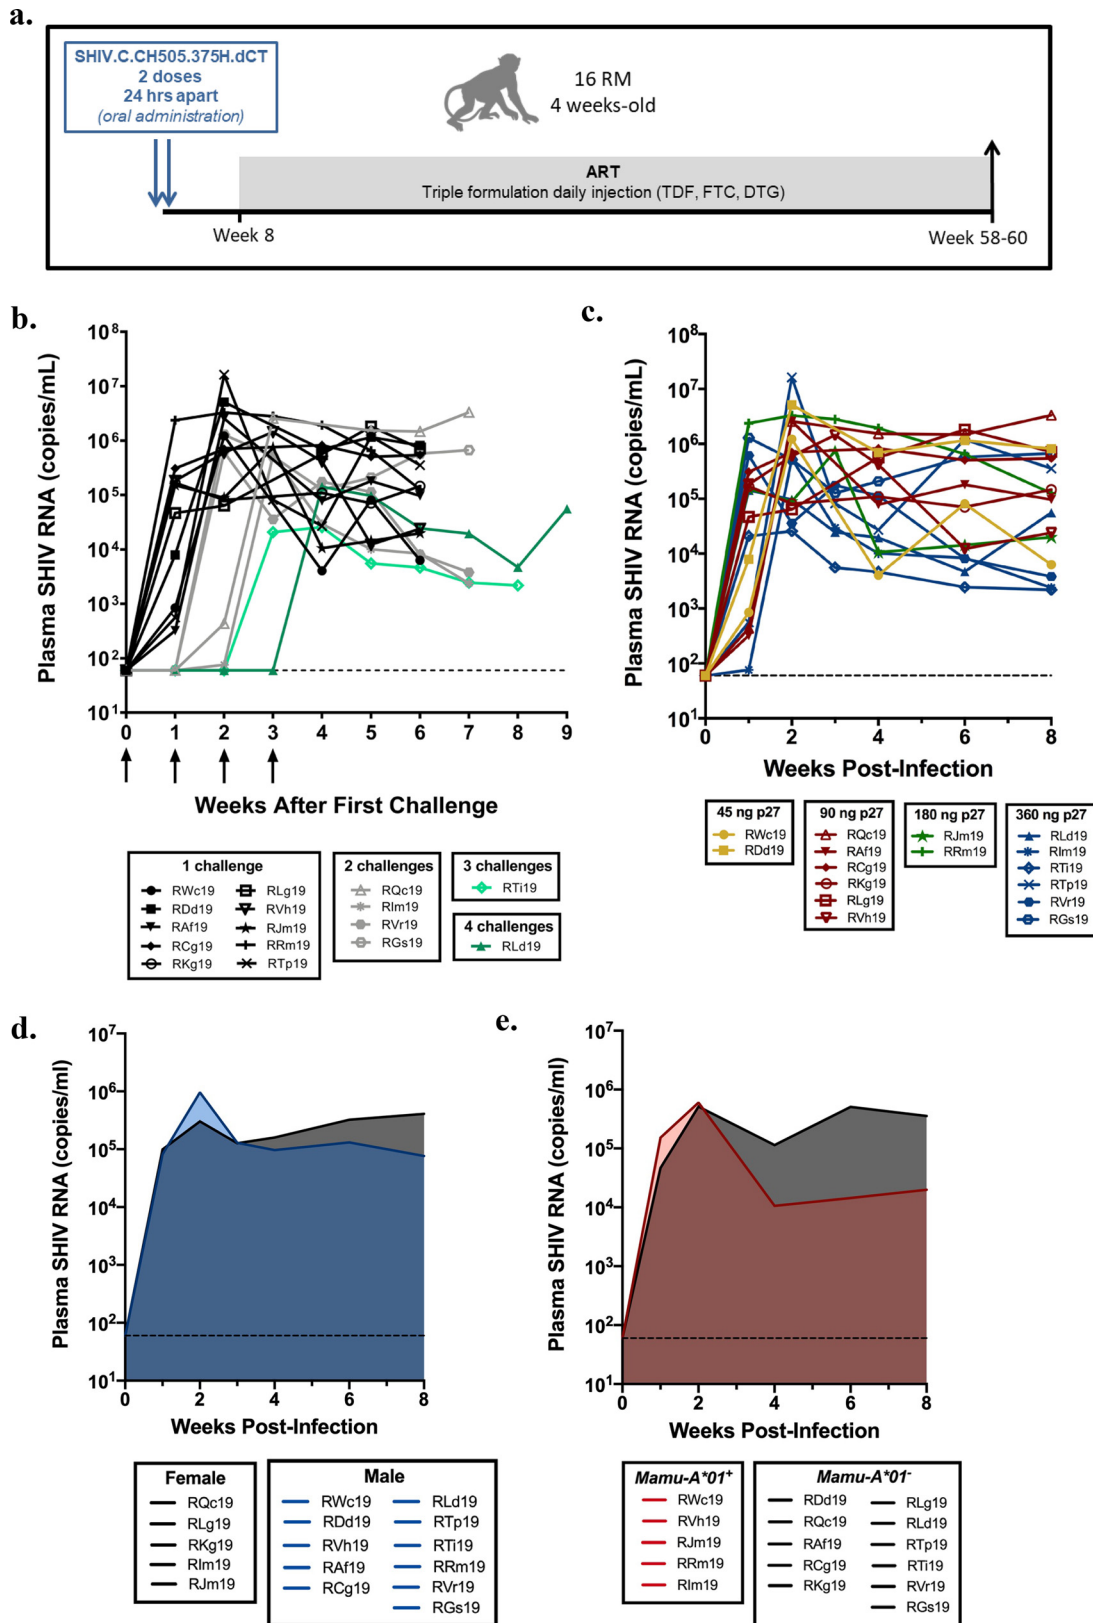 a.
SHIV.C.CH505.375H.dCT
2 doses
24 hrs apart
(oral administration)
16 RM
4 weeks-old
ART
Triple formulation daily injection (TDF, FTC, DTG)
Week 8
Week 58-60
b.
Plasma SHIV RNA (copies/mL)
10⁸
10⁷
10⁶
10⁵
10⁴
10³
10²
10¹
0 1 2 3 4 5 6 7 8 9
Weeks After First Challenge
1 challenge
RWc19 RLg19
RDd19 RVh19
RAf19 RJm19
RCg19 RRm19
RKg19 RTp19
2 challenges
RQc19
RIm19
RVr19
RGs19
3 challenges
RTi19
4 challenges
RLd19
c.
Plasma SHIV RNA (copies/mL)
10⁸
10⁷
10⁶
10⁵
10⁴
10³
10²
10¹
0 2 4 6 8
Weeks Post-Infection
45 ng p27
RWc19
RDd19
90 ng p27
RQc19
RAf19
RCg19
RKg19
RLg19
RVh19
180 ng p27
RJm19
RRm19
360 ng p27
RLd19
RIm19
RTi19
RTp19
RVr19
RGs19
d.
Plasma SHIV RNA (copies/ml)
10⁷
10⁶
10⁵
10⁴
10³
10²
10¹
0 2 4 6 8
Weeks Post-Infection
Female
RQc19
RLg19
RKg19
RIm19
RJm19
Male
RWc19 RLd19
RDd19 RTp19
RVh19 RTi19
RAf19 RRm19
RCg19 RVr19
RGs19
e.
Plasma SHIV RNA (copies/ml)
10⁷
10⁶
10⁵
10⁴
10³
10²
10¹
0 2 4 6 8
Weeks Post-Infection
Mamu-A*01⁺
RWc19
RVh19
RJm19
RRm19
RIm19
Mamu-A*01⁻
RDd19 RLg19
RQc19 RLd19
RAf19 RTp19
RCg19 RTi19
RKg19 RVr19
RGs19